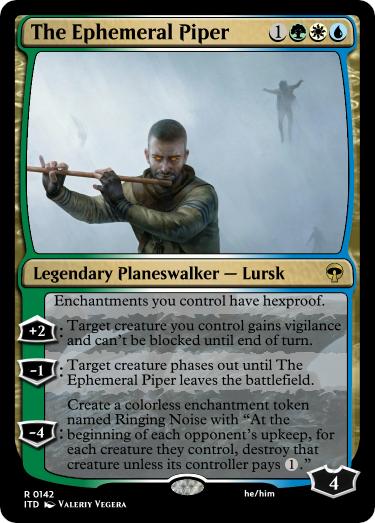 The Ephemeral Piper 1
Legendary Planeswalker — Lursk
Enchantments you control have hexproof.
+2: Target creature you control gains vigilance
and can't be blocked until end of turn.
-1: Target creature phases out until The
Ephemeral Piper leaves the battlefield.
-4: Create a colorless enchantment token
named Ringing Noise with “At the
beginning of each opponent's upkeep, for
each creature they control, destroy that
creature unless its controller pays 1.”
4
R 0142
ITD Valeriy Vegera
he/him